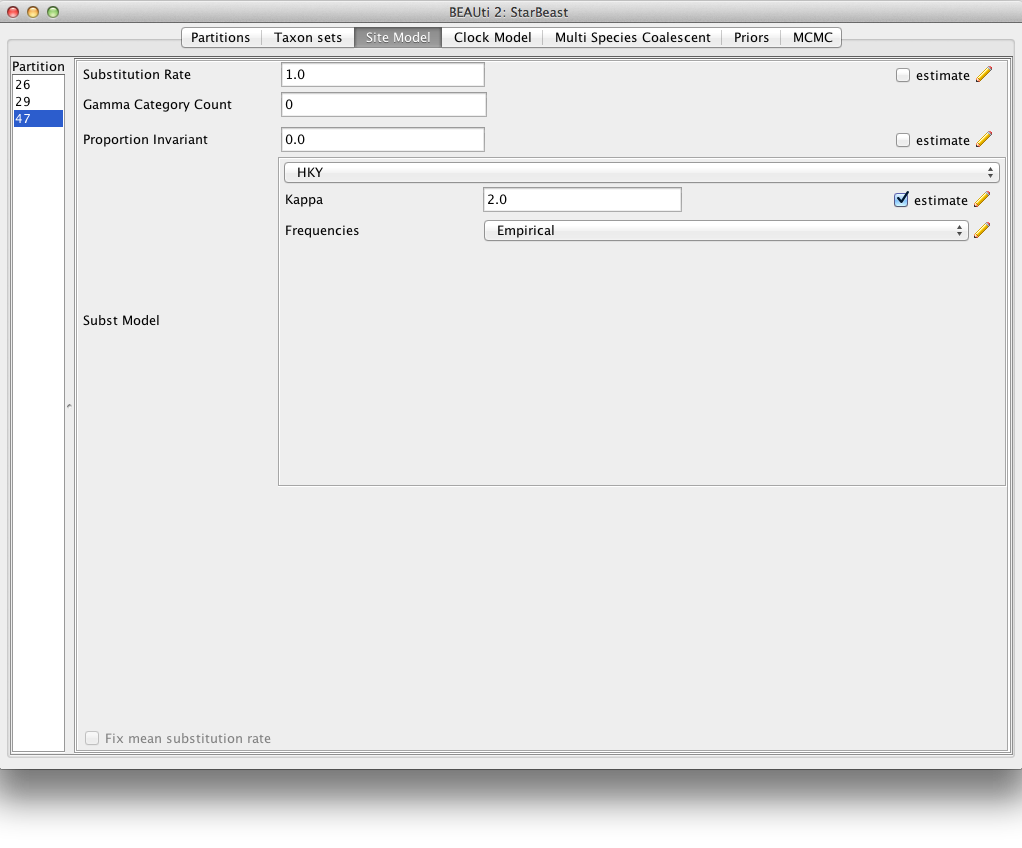 BEAUti 2: StarBeast
Partitions Taxon sets Site Model Clock Model Multi Species Coalescent Priors MCMC
Partition
26
29
47
Substitution Rate 1.0 estimate
Gamma Category Count 0
Proportion Invariant 0.0 estimate
HKY
Kappa 2.0 estimate
Frequencies Empirical
Subst Model
Fix mean substitution rate